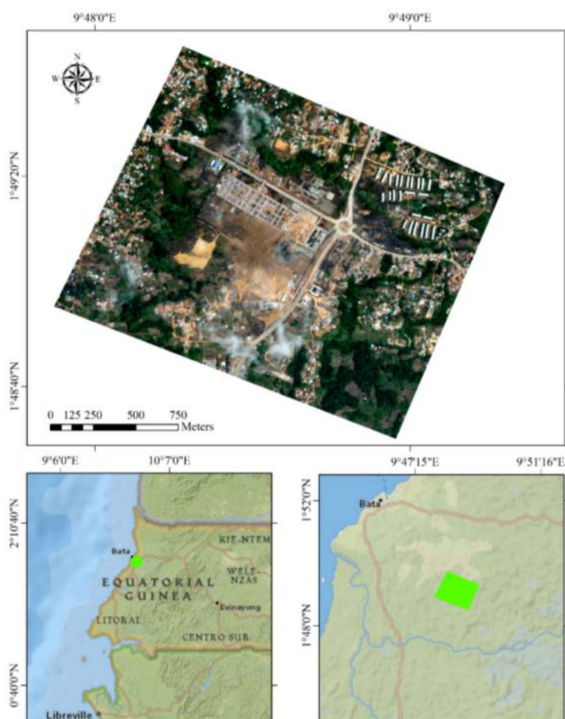 9°48'0"E 9°49'0"E
N
W E
S
1°49'20"N
1°48'40"N
0 125 250 500 750
Meters
9°6'0"E 10°7'0"E
2°10'40"N
0°40'0"N
Bata
KIE-NTEM
WELE-
NZAS
EQUATORIAL
GUINEA
Evinayong
LITORAL
CENTRO SUR
Libreville
9°47'15"E 9°51'16"E
1°52'0"N
1°48'0"N
Bata